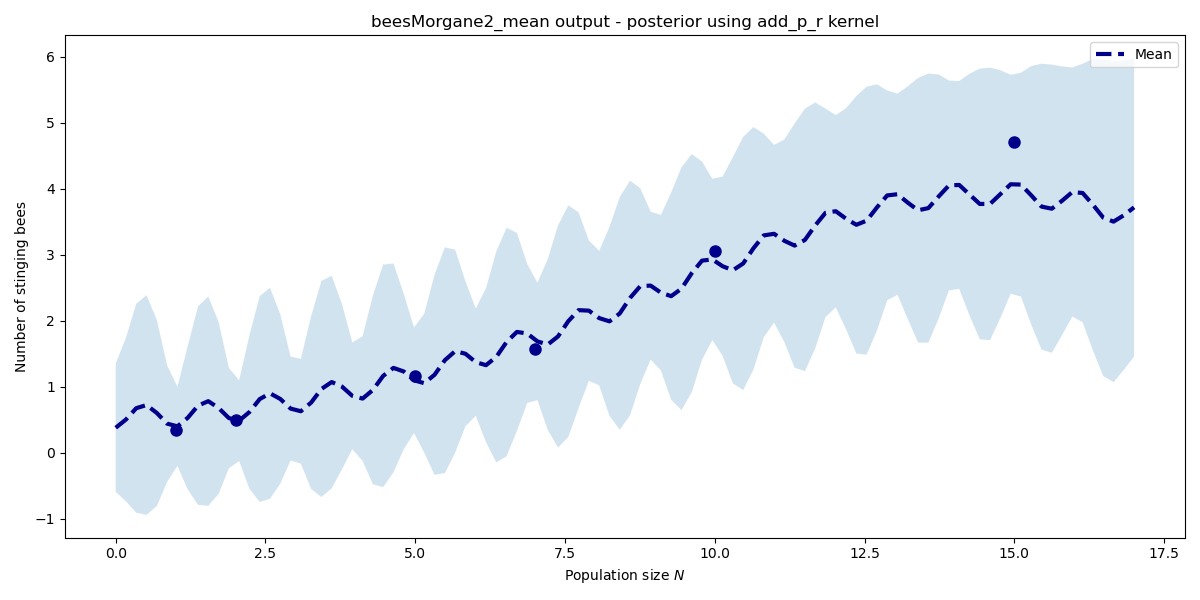 beesMorgane2_mean output - posterior using add_p_r kernel
Mean
6
5
4
3
2
1
0
−1
Number of stinging bees
0.0 2.5 5.0 7.5 10.0 12.5 15.0 17.5
Population size N